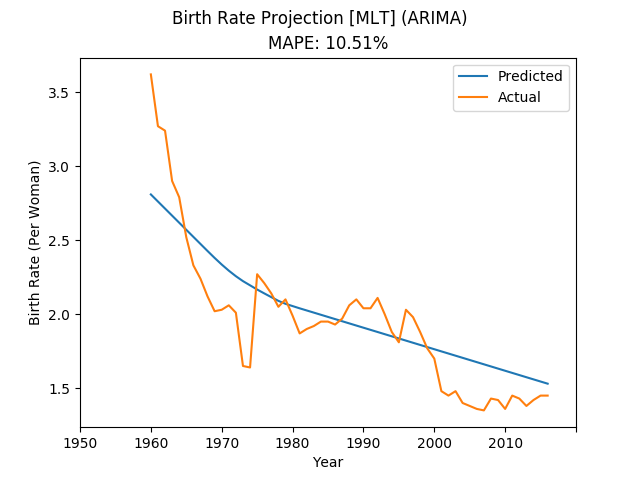 Birth Rate Projection [MLT] (ARIMA)
MAPE: 10.51%
Predicted
Actual
Birth Rate (Per Woman)
3.5
3.0
2.5
2.0
1.5
1950 1960 1970 1980 1990 2000 2010
Year